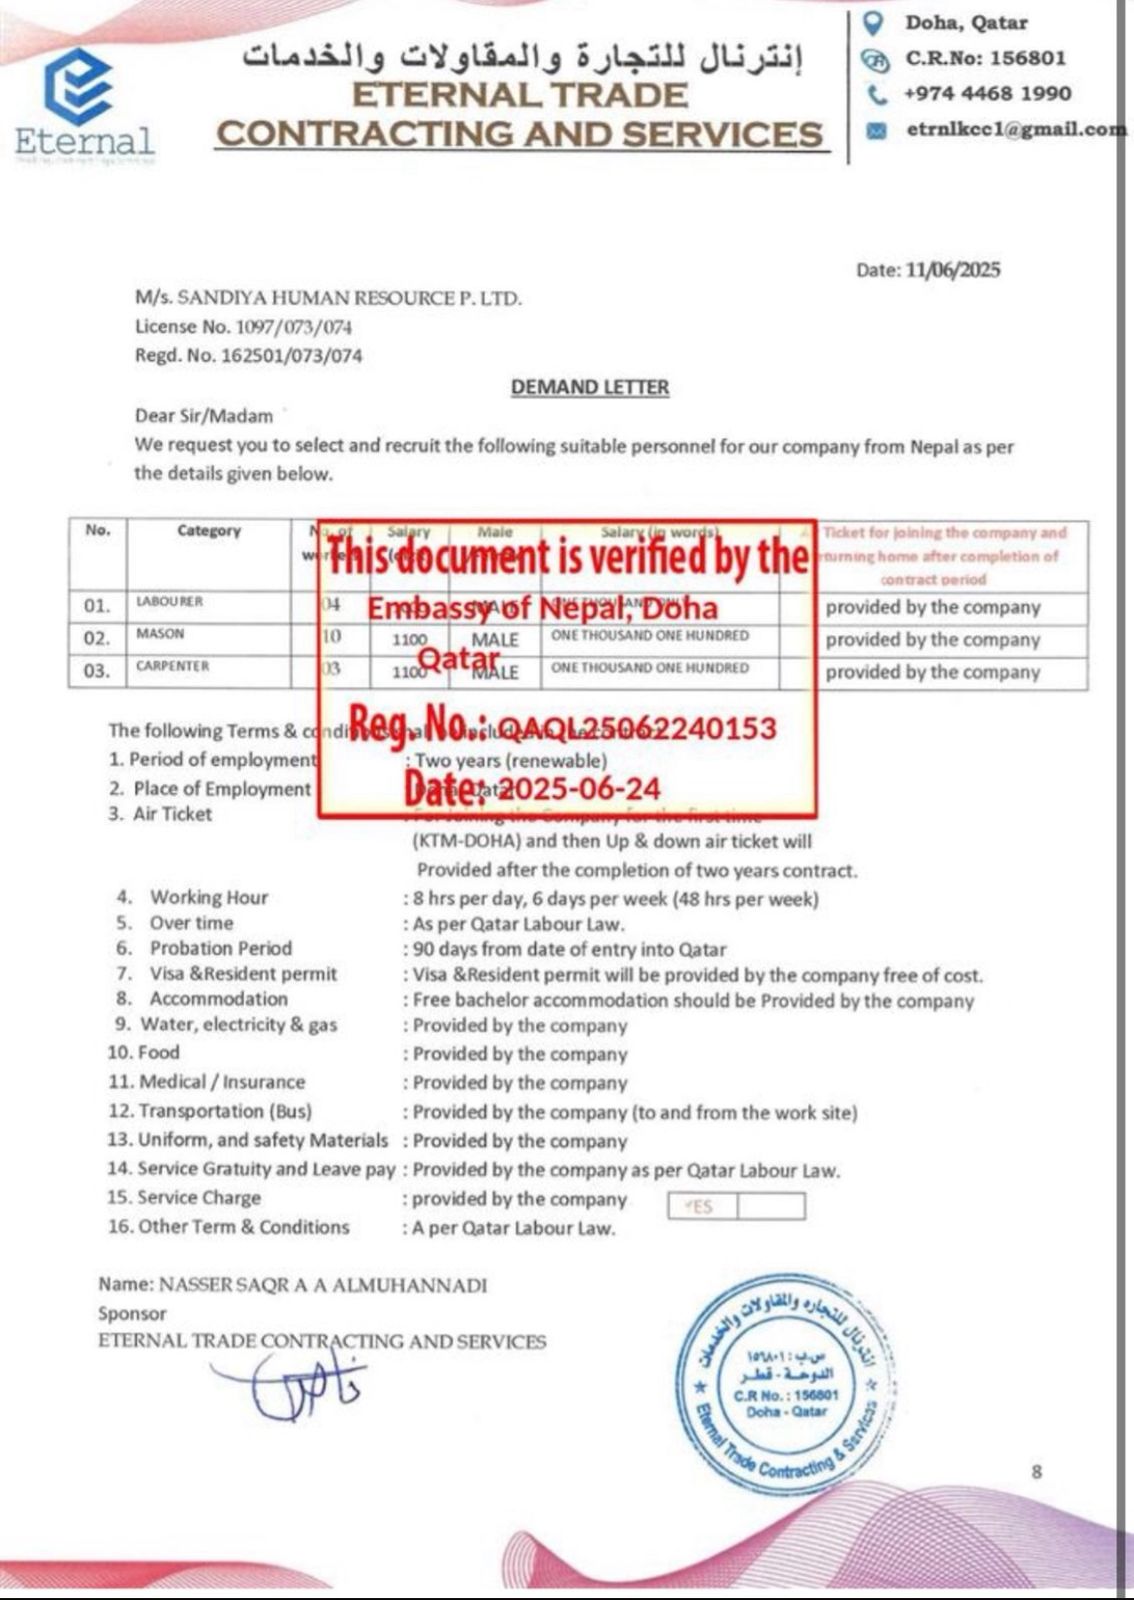 Eternal
إنترنال للتجارة والمقاولات والخدمات
ETERNAL TRADE
CONTRACTING AND SERVICES
Doha, Qatar
C.R.No: 156801
+974 4468 1990
etrnlkcc1@gmail.com
Date: 11/06/2025
M/s. SANDIYA HUMAN RESOURCE P. LTD.
License No. 1097/073/074
Regd. No. 162501/073/074
DEMAND LETTER
Dear Sir/Madam
We request you to select and recruit the following suitable personnel for our company from Nepal as per
the details given below.
No. Category No. of Salary Male Salary (in words) Ticket for joining the company and
turning home after completion of
contract period
01. LABOURER 04 MALE provided by the company
02. MASON 10 1100 MALE ONE THOUSAND ONE HUNDRED provided by the company
03. CARPENTER 03 1100 MALE ONE THOUSAND ONE HUNDRED provided by the company
This document is verified by the
Embassy of Nepal, Doha
Qatar
Reg. No.: QAQL25062240153
Date: 2025-06-24
The following Terms &
1. Period of employment : Two years (renewable)
2. Place of Employment
3. Air Ticket : For Joining the Company for the first time
(KTM-DOHA) and then Up & down air ticket will
Provided after the completion of two years contract.
4. Working Hour : 8 hrs per day, 6 days per week (48 hrs per week)
5. Over time : As per Qatar Labour Law.
6. Probation Period : 90 days from date of entry into Qatar
7. Visa &Resident permit : Visa &Resident permit will be provided by the company free of cost.
8. Accommodation : Free bachelor accommodation should be Provided by the company
9. Water, electricity & gas : Provided by the company
10. Food : Provided by the company
11. Medical / Insurance : Provided by the company
12. Transportation (Bus) : Provided by the company (to and from the work site)
13. Uniform, and safety Materials : Provided by the company
14. Service Gratuity and Leave pay : Provided by the company as per Qatar Labour Law.
15. Service Charge : provided by the company YES
16. Other Term & Conditions : A per Qatar Labour Law.
Name: NASSER SAQR A A ALMUHANNADI
Sponsor
ETERNAL TRADE CONTRACTING AND SERVICES
انترنال للتجاره والمقاولات والخدمات
س.ت : ١٥٦٨٠١
الدوحة - قطر
C.R No. : 156801
Doha - Qatar
Eternal Trade Contracting & Services
8